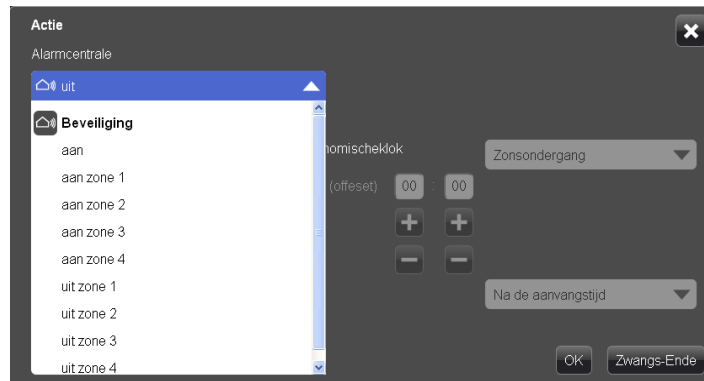 Actie
Alarmcentrale
uit
Beveiliging
aan
aan zone 1
aan zone 2
aan zone 3
aan zone 4
uit zone 1
uit zone 2
uit zone 3
uit zone 4
nomischeklok
Zonsondergang
(offeset) 00 : 00
Na de aanvangstijd
OK
Zwangs-Ende